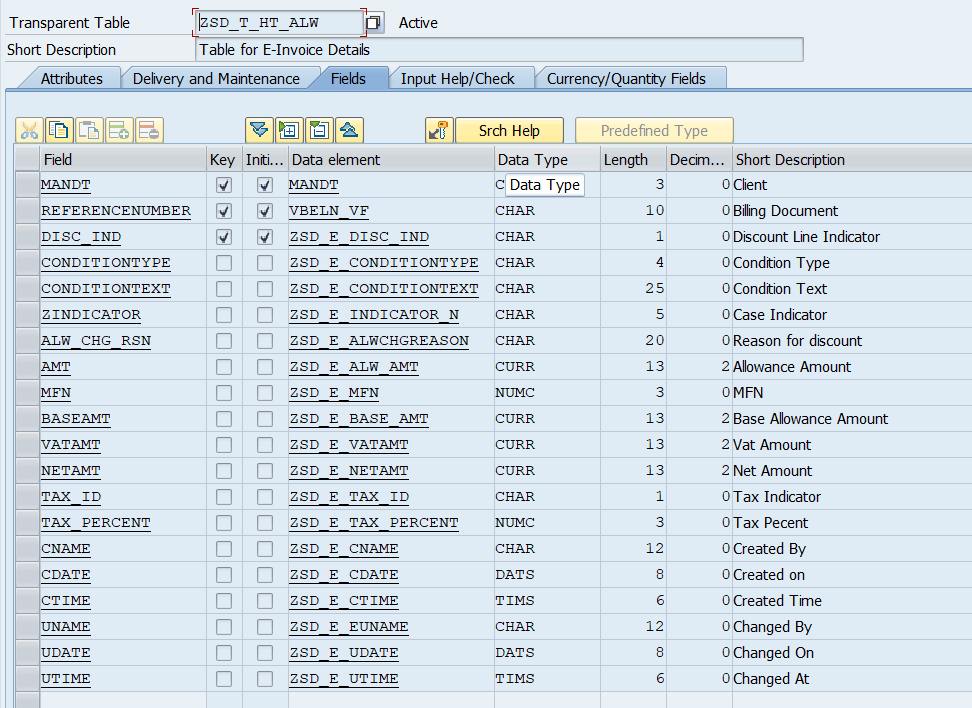 Transparent Table ZSD_T_HT_ALW Active
Short Description Table for E-Invoice Details
Attributes Delivery and Maintenance Fields Input Help/Check Currency/Quantity Fields
Srch Help Predefined Type
Field Key Initi... Data element Data Type Length Decim... Short Description
MANDT MANDT C Data Type 3 0 Client
REFERENCENUMBER VBELN_VF CHAR 10 0 Billing Document
DISC_IND ZSD_E_DISC_IND CHAR 1 0 Discount Line Indicator
CONDITIONTYPE ZSD_E_CONDITIONTYPE CHAR 4 0 Condition Type
CONDITIONTEXT ZSD_E_CONDITIONTEXT CHAR 25 0 Condition Text
ZINDICATOR ZSD_E_INDICATOR_N CHAR 5 0 Case Indicator
ALW_CHG_RSN ZSD_E_ALWCHGREASON CHAR 20 0 Reason for discount
AMT ZSD_E_ALW_AMT CURR 13 2 Allowance Amount
MFN ZSD_E_MFN NUMC 3 0 MFN
BASEAMT ZSD_E_BASE_AMT CURR 13 2 Base Allowance Amount
VATAMT ZSD_E_VATAMT CURR 13 2 Vat Amount
NETAMT ZSD_E_NETAMT CURR 13 2 Net Amount
TAX_ID ZSD_E_TAX_ID CHAR 1 0 Tax Indicator
TAX_PERCENT ZSD_E_TAX_PERCENT NUMC 3 0 Tax Pecent
CNAME ZSD_E_CNAME CHAR 12 0 Created By
CDATE ZSD_E_CDATE DATS 8 0 Created on
CTIME ZSD_E_CTIME TIMS 6 0 Created Time
UNAME ZSD_E_EUNAME CHAR 12 0 Changed By
UDATE ZSD_E_UDATE DATS 8 0 Changed On
UTIME ZSD_E_UTIME TIMS 6 0 Changed At